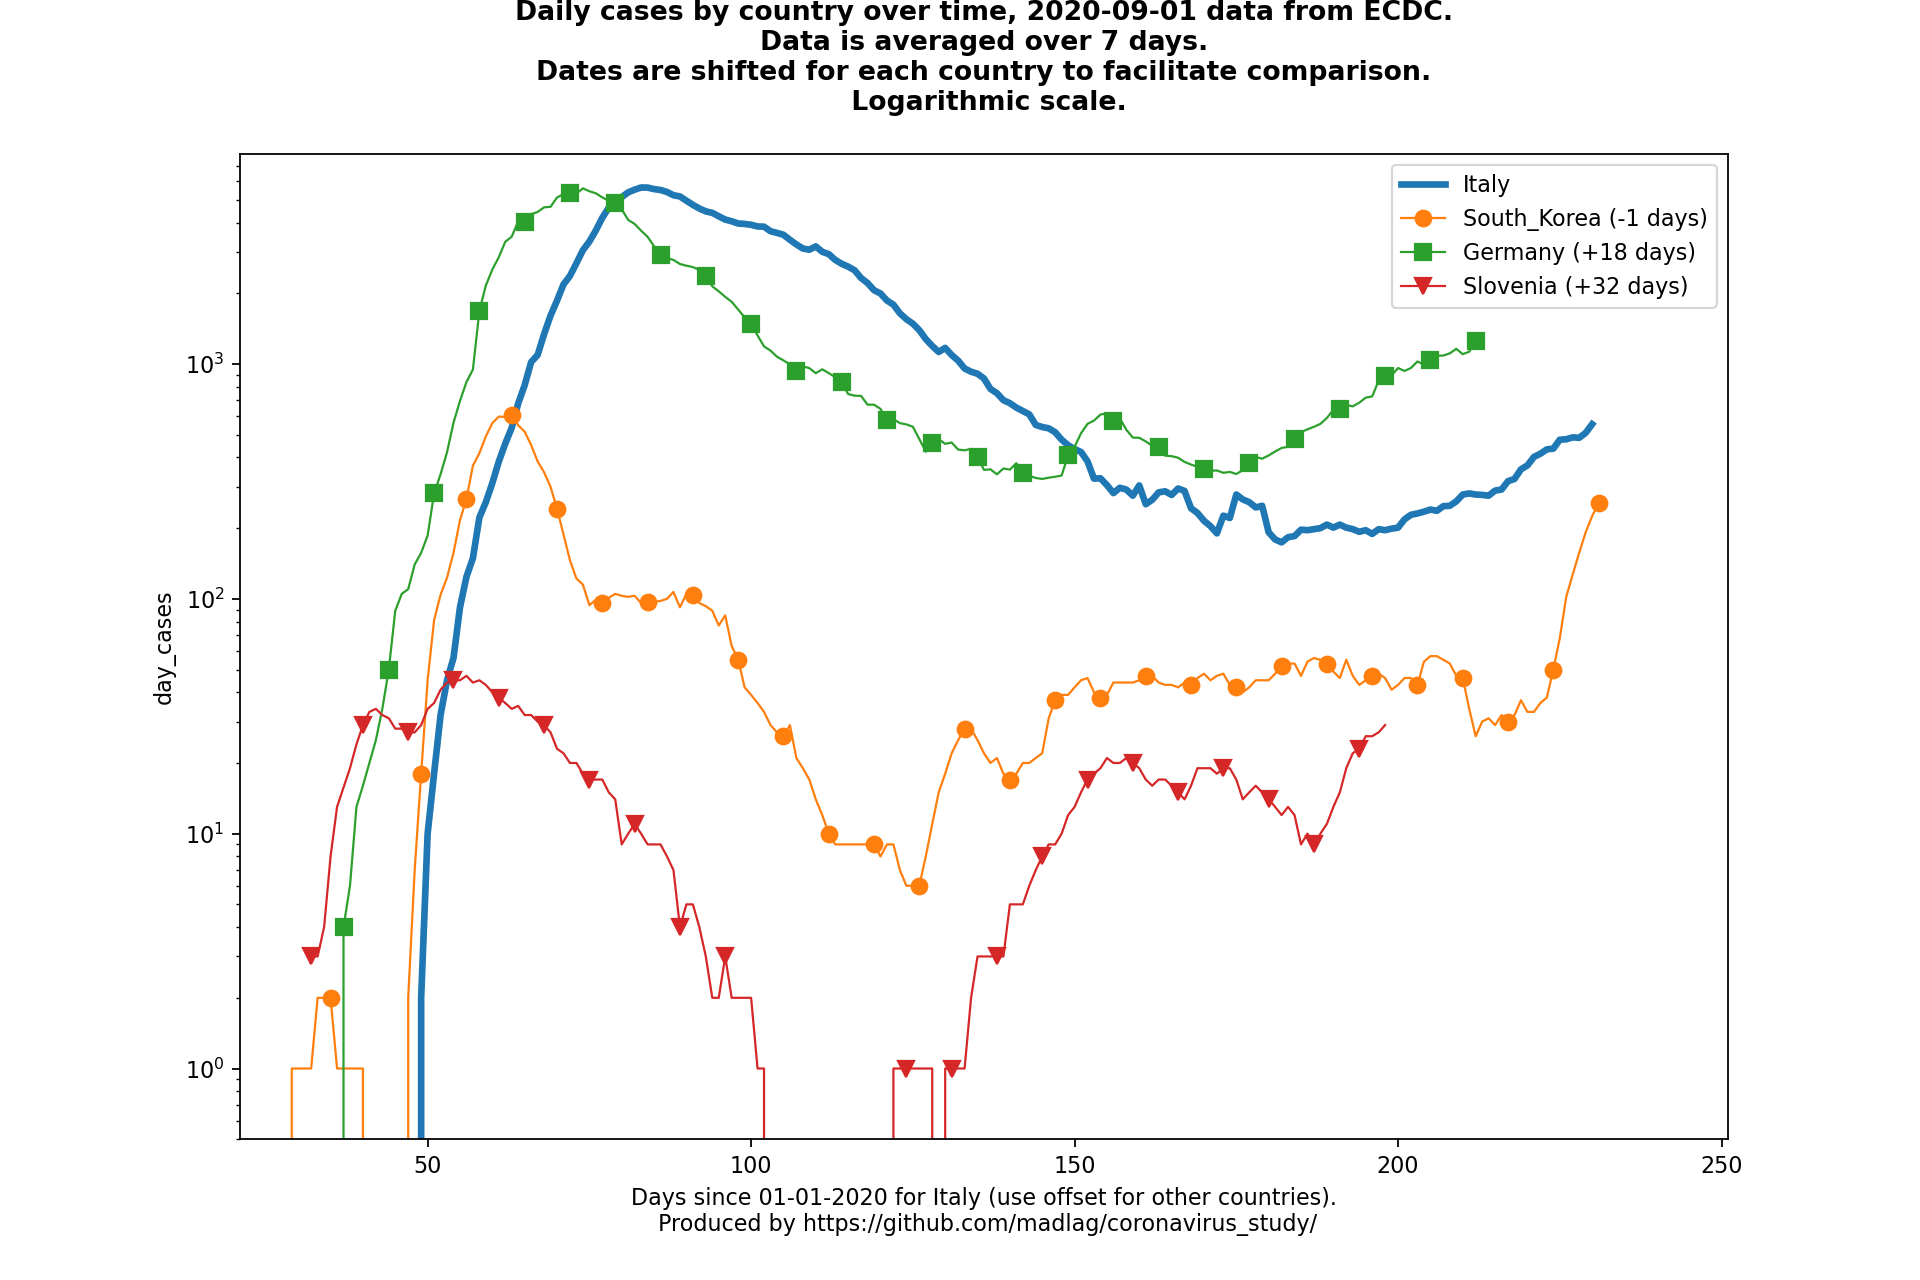 Daily cases by country over time, 2020-09-01 data from ECDC.
Data is averaged over 7 days.
Dates are shifted for each country to facilitate comparison.
Logarithmic scale.
Italy
South_Korea (-1 days)
Germany (+18 days)
Slovenia (+32 days)
day_cases
10³
10²
10¹
10⁰
50
100
150
200
250
Days since 01-01-2020 for Italy (use offset for other countries).
Produced by https://github.com/madlag/coronavirus_study/